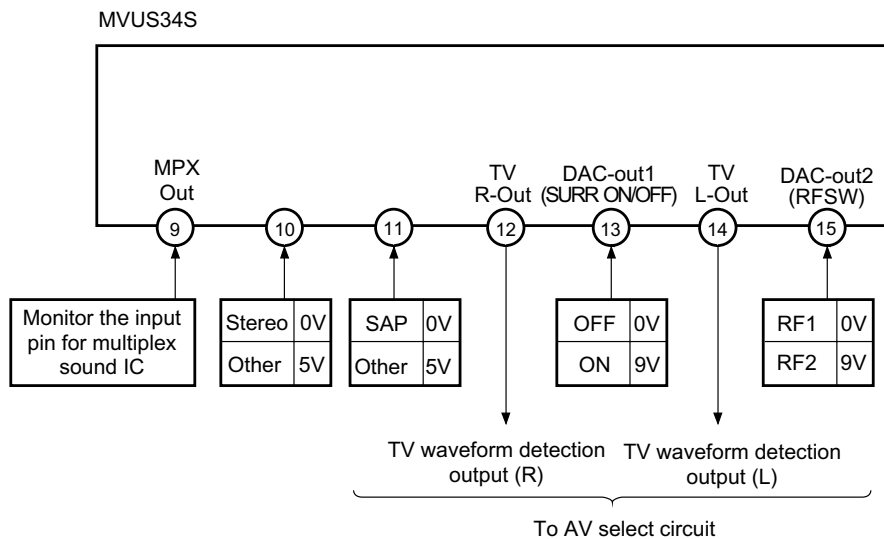 MVUS34S
MPX
Out
TV
R-Out
DAC-out1
(SURR ON/OFF)
TV
L-Out
DAC-out2
(RFSW)
9
10
11
12
13
14
15
Monitor the input
pin for multiplex
sound IC
Stereo 0V
Other 5V
SAP 0V
Other 5V
OFF 0V
ON 9V
RF1 0V
RF2 9V
TV waveform detection
output (R)
TV waveform detection
output (L)
To AV select circuit